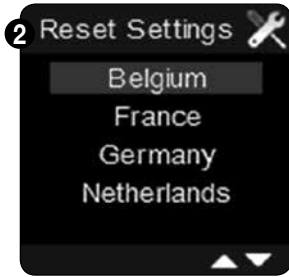 2 Reset Settings
Belgium
France
Germany
Netherlands